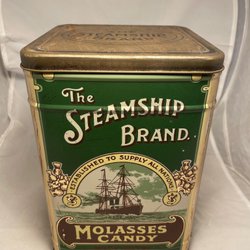 The
STEAMSHIP
BRAND
ESTABLISHED TO SUPPLY ALL NATIONS
MOLASSES
CANDY